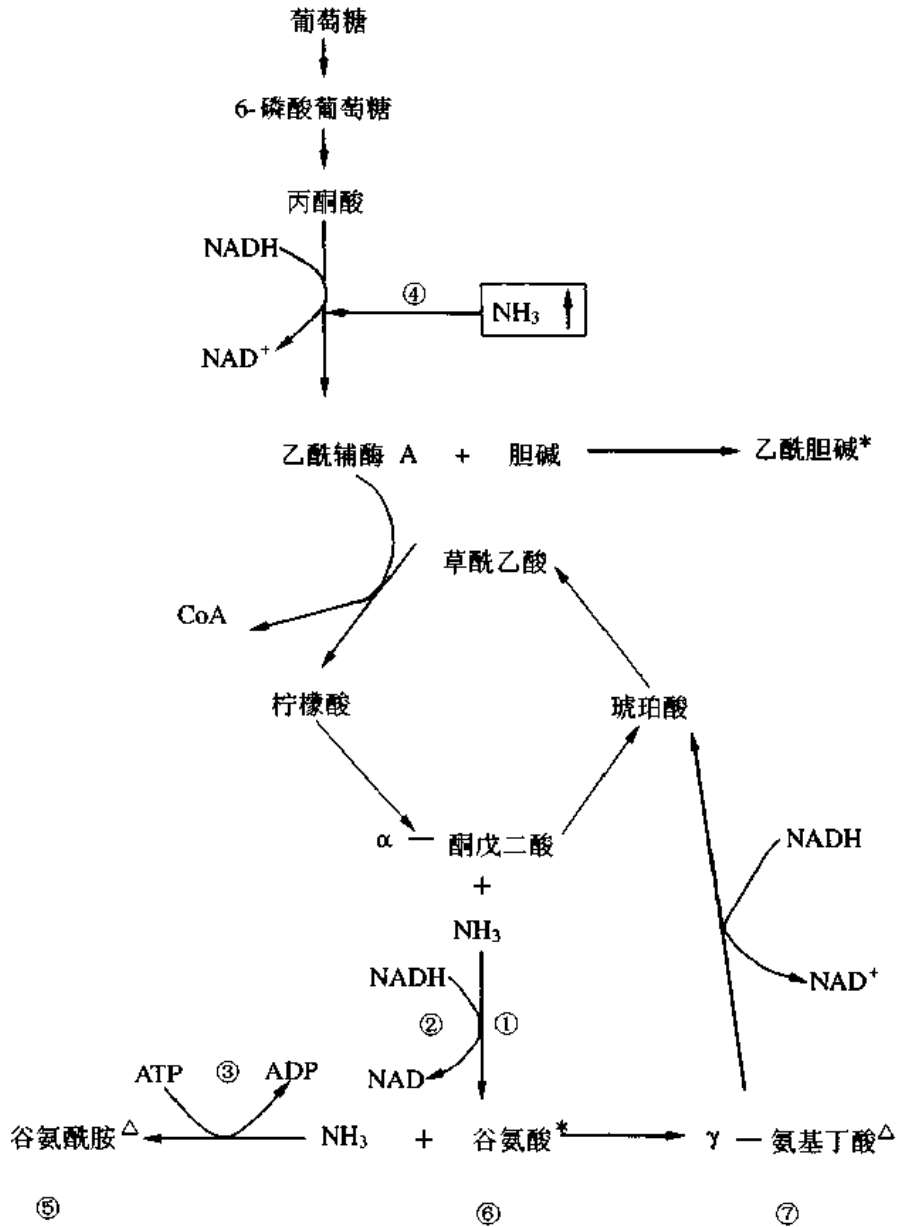 葡萄糖
6-磷酸葡萄糖
丙酮酸
NADH
④
NH₃
NAD⁺
乙酰辅酶 A + 胆碱 乙酰胆碱*
草酰乙酸
CoA
柠檬酸 琥珀酸
α — 酮戊二酸
NADH
+
NH₃
NADH
NAD⁺
② ①
ATP ③ ADP NAD
谷氨酰胺△ NH₃ + 谷氨酸* γ — 氨基丁酸△
⑤ ⑥ ⑦